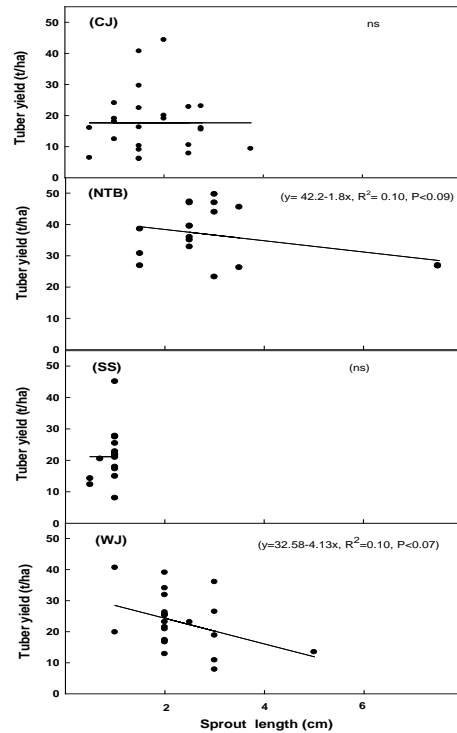 50
(CJ)
ns
40
30
20
10
0
Tuber yield (t/ha)
50
(NTB)
(y= 42.2-1.8x, R²= 0.10, P<0.09)
40
30
20
10
0
Tuber yield (t/ha)
50
(SS)
(ns)
40
30
20
10
0
Tuber yield (t/ha)
50
(WJ)
(y=32.58-4.13x, R²=0.10, P<0.07)
40
30
20
10
0
Tuber yield (t/ha)
2 4 6
Sprout length (cm)